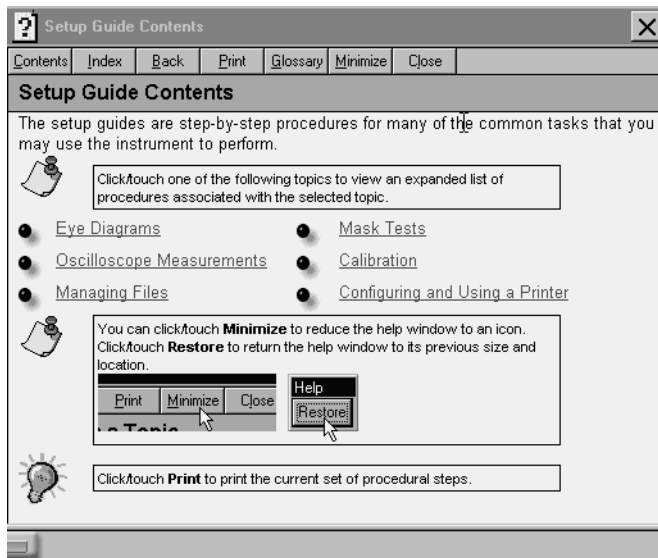 Setup Guide Contents
Contents Index Back Print Glossary Minimize Close
Setup Guide Contents
The setup guides are step-by-step procedures for many of the common tasks that you
may use the instrument to perform.
Click/touch one of the following topics to view an expanded list of
procedures associated with the selected topic.
Eye Diagrams
Mask Tests
Oscilloscope Measurements
Calibration
Managing Files
Configuring and Using a Printer
You can click/touch Minimize to reduce the help window to an icon.
Click/touch Restore to return the help window to its previous size and
location.
Print Minimize Close
Help
Restore
a Topic
Click/touch Print to print the current set of procedural steps.